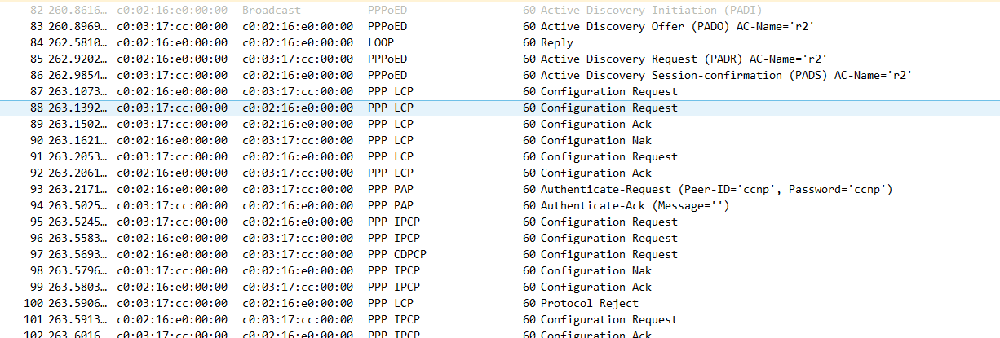 82 260.8616… c0:02:16:e0:00:00 Broadcast PPPoED 60 Active Discovery Initiation (PADI)
83 260.8969… c0:03:17:cc:00:00 c0:02:16:e0:00:00 PPPoED 60 Active Discovery Offer (PADO) AC-Name='r2'
84 262.5810… c0:02:16:e0:00:00 c0:02:16:e0:00:00 LOOP 60 Reply
85 262.9202… c0:02:16:e0:00:00 c0:03:17:cc:00:00 PPPoED 60 Active Discovery Request (PADR) AC-Name='r2'
86 262.9854… c0:03:17:cc:00:00 c0:02:16:e0:00:00 PPPoED 60 Active Discovery Session-confirmation (PADS) AC-Name='r2'
87 263.1073… c0:02:16:e0:00:00 c0:03:17:cc:00:00 PPP LCP 60 Configuration Request
88 263.1392… c0:03:17:cc:00:00 c0:02:16:e0:00:00 PPP LCP 60 Configuration Request
89 263.1502… c0:03:17:cc:00:00 c0:02:16:e0:00:00 PPP LCP 60 Configuration Ack
90 263.1621… c0:02:16:e0:00:00 c0:03:17:cc:00:00 PPP LCP 60 Configuration Nak
91 263.2053… c0:03:17:cc:00:00 c0:02:16:e0:00:00 PPP LCP 60 Configuration Request
92 263.2061… c0:02:16:e0:00:00 c0:03:17:cc:00:00 PPP LCP 60 Configuration Ack
93 263.2171… c0:02:16:e0:00:00 c0:03:17:cc:00:00 PPP PAP 60 Authenticate-Request (Peer-ID='ccnp', Password='ccnp')
94 263.5025… c0:03:17:cc:00:00 c0:02:16:e0:00:00 PPP PAP 60 Authenticate-Ack (Message='')
95 263.5245… c0:02:16:e0:00:00 c0:03:17:cc:00:00 PPP IPCP 60 Configuration Request
96 263.5583… c0:03:17:cc:00:00 c0:02:16:e0:00:00 PPP IPCP 60 Configuration Request
97 263.5693… c0:03:17:cc:00:00 c0:02:16:e0:00:00 PPP CDPCP 60 Configuration Request
98 263.5796… c0:03:17:cc:00:00 c0:02:16:e0:00:00 PPP IPCP 60 Configuration Nak
99 263.5803… c0:02:16:e0:00:00 c0:03:17:cc:00:00 PPP IPCP 60 Configuration Ack
100 263.5906… c0:02:16:e0:00:00 c0:03:17:cc:00:00 PPP LCP 60 Protocol Reject
101 263.5913… c0:02:16:e0:00:00 c0:03:17:cc:00:00 PPP IPCP 60 Configuration Request
102 263.6016… c0:03:17:cc:00:00 c0:02:16:e0:00:00 PPP IPCP 60 Configuration Ack